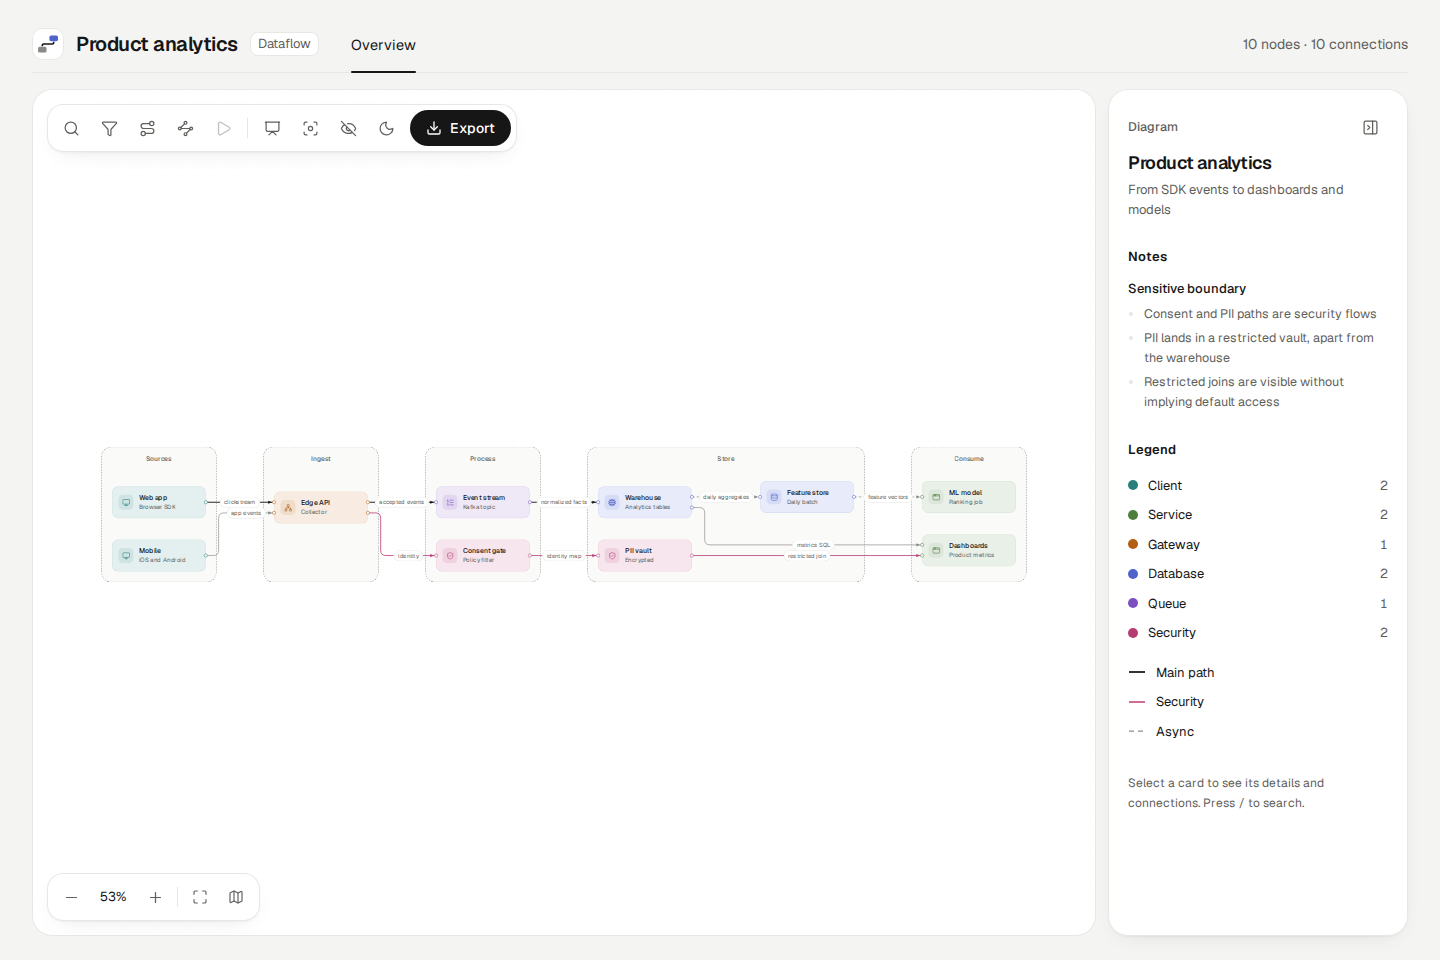 Product analytics
Dataflow
Overview
10 nodes · 10 connections
Export
Diagram
Product analytics
From SDK events to dashboards and
models
Notes
Sensitive boundary
Consent and PII paths are security flows
PII lands in a restricted vault, apart from
the warehouse
Restricted joins are visible without
implying default access
Legend
Client 2
Service 2
Gateway 1
Database 2
Queue 1
Security 2
Main path
Security
Async
Select a card to see its details and
connections. Press / to search.
Sources
Web app
Browser SDK
Mobile
iOS and Android
clickstream
app events
Ingest
Edge API
Collector
accepted events
identity
Process
Event stream
Kafka topic
Consent gate
Policy filter
normalized facts
identity map
Store
Warehouse
Analytics tables
PII vault
Encrypted
daily aggregates
Feature store
Daily batch
feature vectors
metrics SQL
restricted join
Consume
ML model
Ranking job
Dashboards
Product metrics
53%